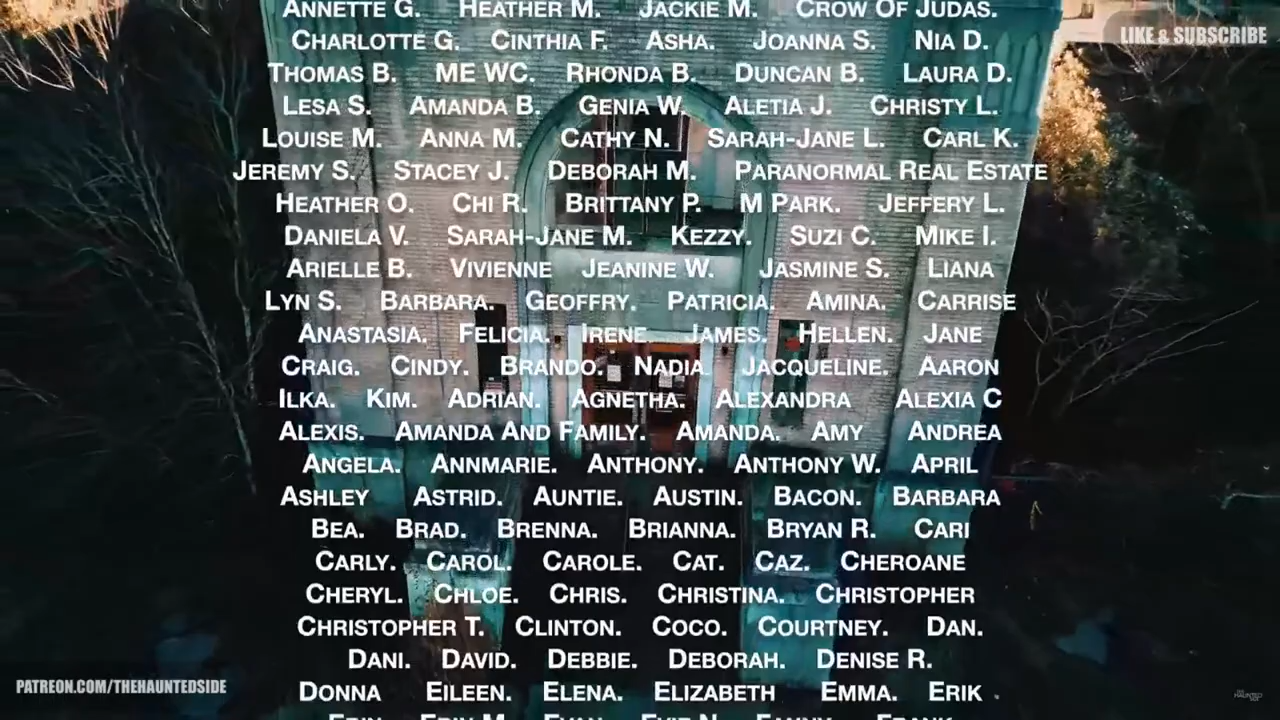 ANNETTE G. HEATHER M. JACKIE M. CROW OF JUDAS.
LIKE & SUBSCRIBE
CHARLOTTE G. CINTHIA F. ASHA. JOANNA S. NIA D.
THOMAS B. ME WC. RHONDA B. DUNCAN B. LAURA D.
LESA S. AMANDA B. GENIA W. ALETIA J. CHRISTY L.
LOUISE M. ANNA M. CATHY N. SARAH-JANE L. CARL K.
JEREMY S. STACEY J. DEBORAH M. PARANORMAL REAL ESTATE
HEATHER O. CHI R. BRITTANY P. M PARK. JEFFERY L.
DANIELA V. SARAH-JANE M. KEZZY. SUZI C. MIKE I.
ARIELLE B. VIVIENNE JEANINE W. JASMINE S. LIANA
LYN S. BARBARA. GEOFFRY. PATRICIA. AMINA. CARRISE
ANASTASIA. FELICIA. IRENE JAMES. HELLEN. JANE
CRAIG. CINDY. BRANDO. NADIA JACQUELINE. AARON
ILKA. KIM. ADRIAN. AGNETHA. ALEXANDRA ALEXIA C
ALEXIS. AMANDA AND FAMILY. AMANDA. AMY ANDREA
ANGELA. ANNMARIE. ANTHONY. ANTHONY W. APRIL
ASHLEY ASTRID. AUNTIE. AUSTIN. BACON. BARBARA
BEA. BRAD. BRENNA. BRIANNA. BRYAN R. CARI
CARLY. CAROL. CAROLE. CAT. CAZ. CHEROANE
CHERYL. CHLOE. CHRIS. CHRISTINA. CHRISTOPHER
CHRISTOPHER T. CLINTON. COCO. COURTNEY. DAN.
DANI. DAVID. DEBBIE. DEBORAH. DENISE R.
PATREON.COM/THEHAUNTEDSIDE
DONNA EILEEN. ELENA. ELIZABETH EMMA. ERIK .